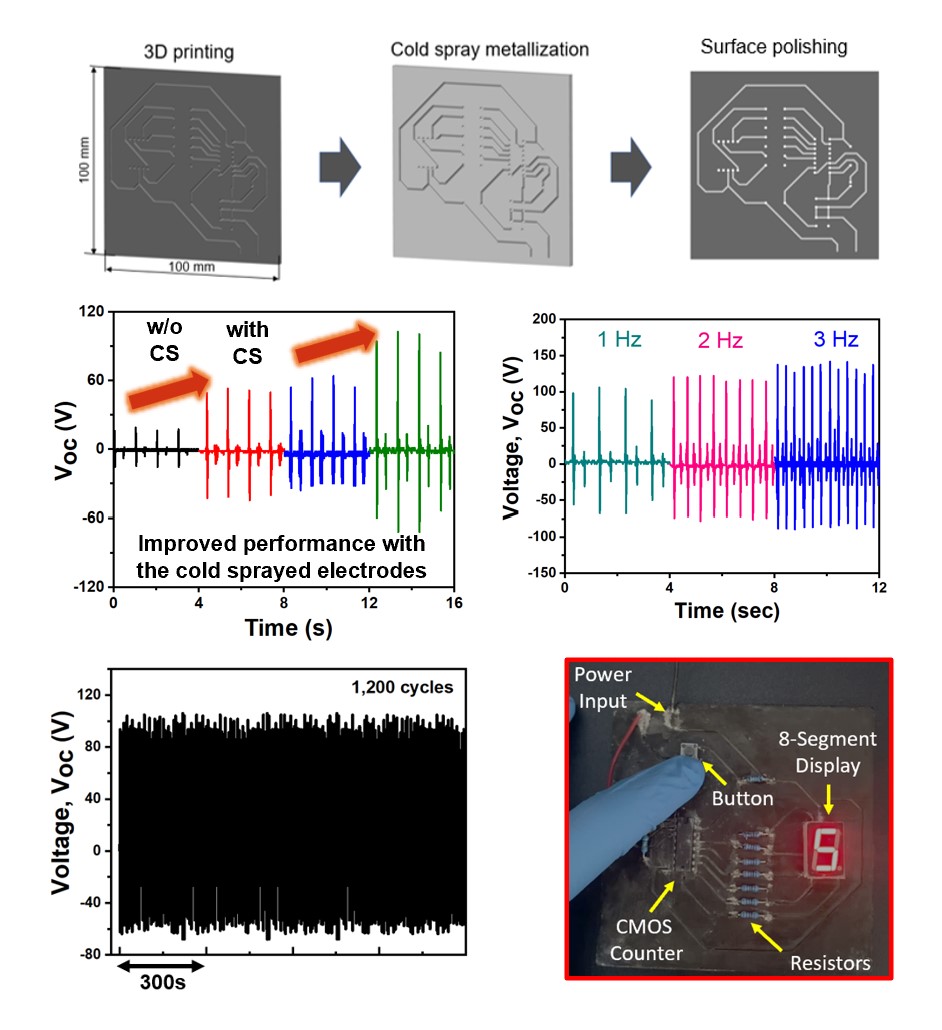 3D printing
Cold spray metallization
Surface polishing
100 mm
100 mm
120
60
0
-60
-120
VOC (V)
w/o
CS
with
CS
Improved performance with
the cold sprayed electrodes
0
4
8
12
16
Time (s)
200
150
100
50
0
-50
-100
-150
Voltage, VOC (V)
1 Hz
2 Hz
3 Hz
0
4
8
12
Time (sec)
120
80
40
0
-40
-80
Voltage, VOC (V)
1,200 cycles
300s
Power
Input
8-Segment
Display
Button
5
CMOS
Counter
Resistors